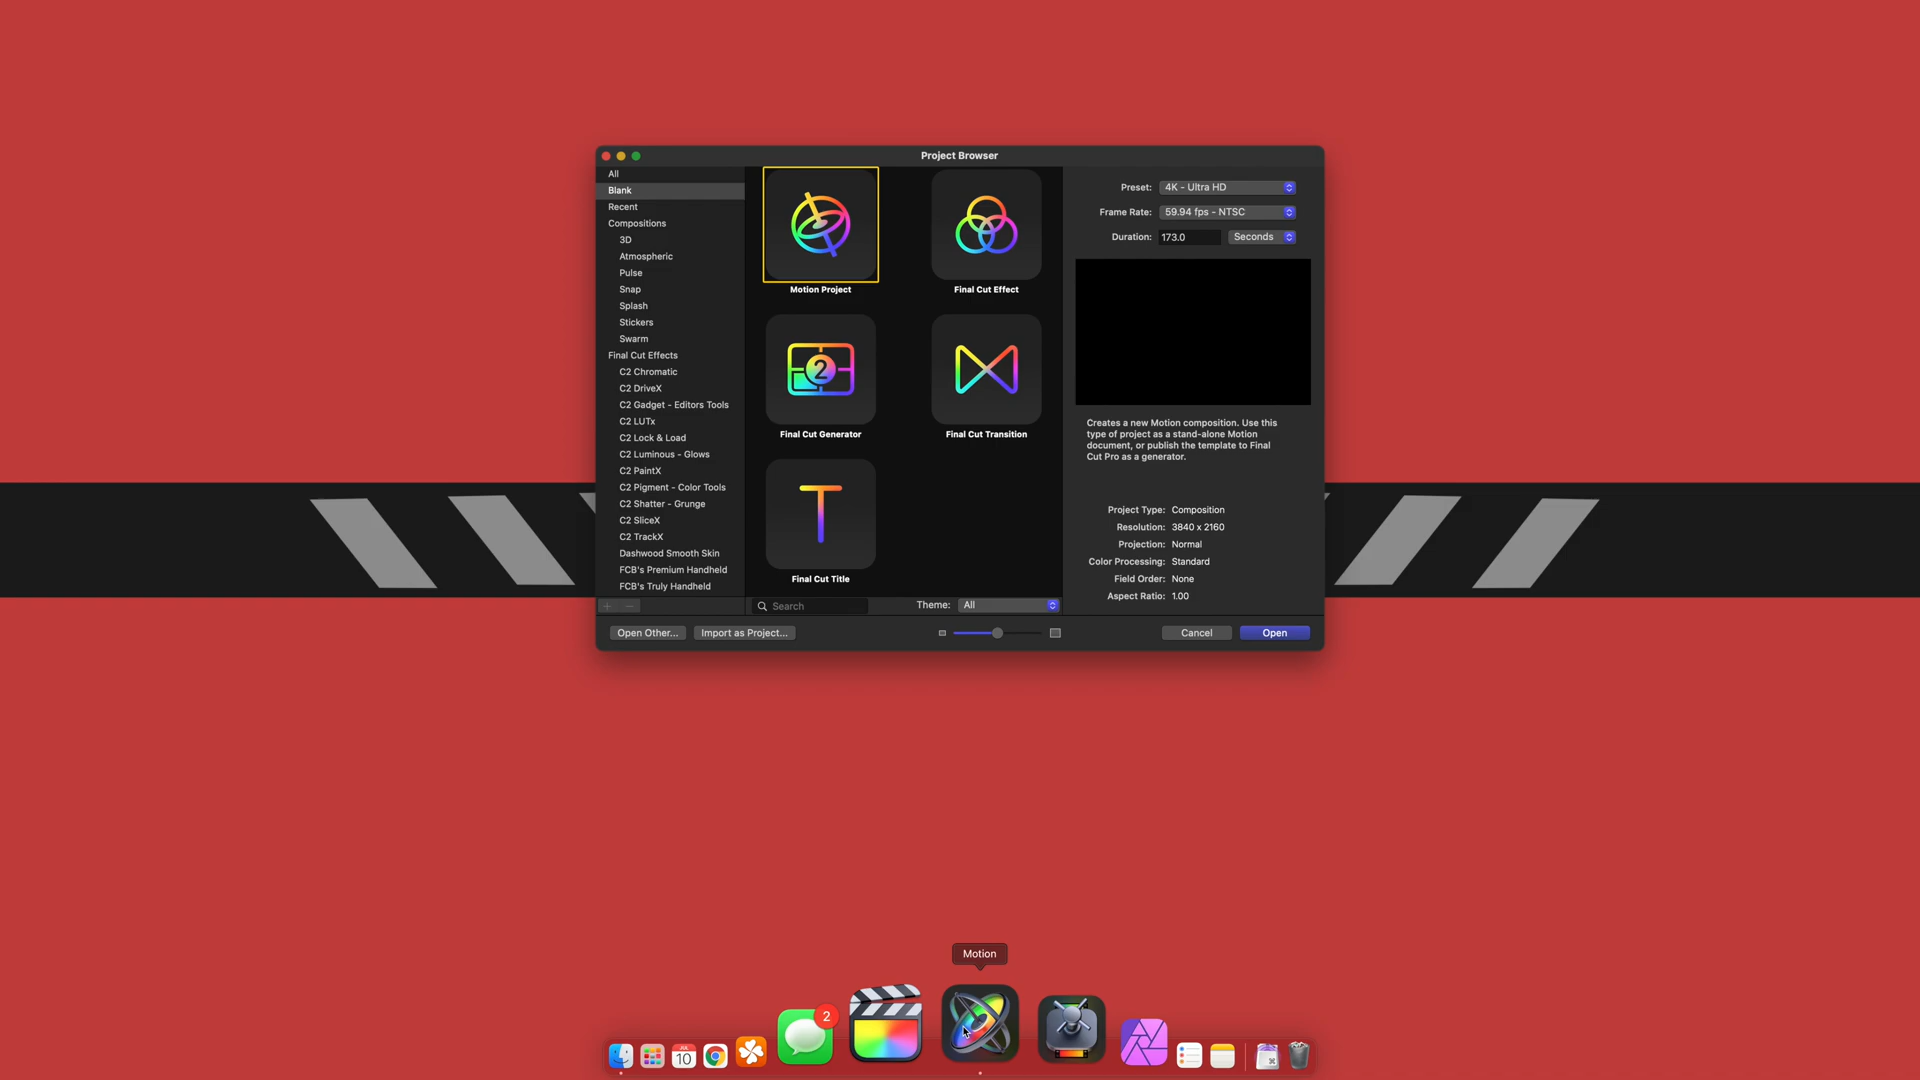 Project Browser
All
Blank
Recent
Compositions
3D
Atmospheric
Pulse
Snap
Splash
Stickers
Swarm
Final Cut Effects
C2 Chromatic
C2 DriveX
C2 Gadget - Editors Tools
C2 LUTx
C2 Lock & Load
C2 Luminous - Glows
C2 PaintX
C2 Pigment - Color Tools
C2 Shatter - Grunge
C2 SliceX
C2 TrackX
Dashwood Smooth Skin
FCB's Premium Handheld
FCB's Truly Handheld
Motion Project
Final Cut Effect
2
Final Cut Generator
Final Cut Transition
T
Final Cut Title
Search
Theme: All
Preset: 4K - Ultra HD
Frame Rate: 59.94 fps - NTSC
Duration: 173.0 Seconds
Creates a new Motion composition. Use this
type of project as a stand-alone Motion
document, or publish the template to Final
Cut Pro as a generator.
Project Type: Composition
Resolution: 3840 x 2160
Projection: Normal
Color Processing: Standard
Field Order: None
Aspect Ratio: 1.00
Open Other...
Import as Project...
Cancel
Open
Motion
2
JUL
10